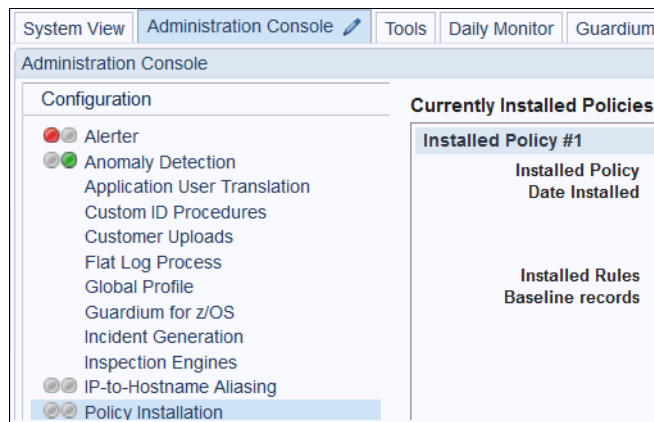 System View Administration Console Tools Daily Monitor Guardium
Administration Console
Configuration
Alerter
Anomaly Detection
Application User Translation
Custom ID Procedures
Customer Uploads
Flat Log Process
Global Profile
Guardium for z/OS
Incident Generation
Inspection Engines
IP-to-Hostname Aliasing
Policy Installation
Currently Installed Policies
Installed Policy #1
Installed Policy
Date Installed
Installed Rules
Baseline records